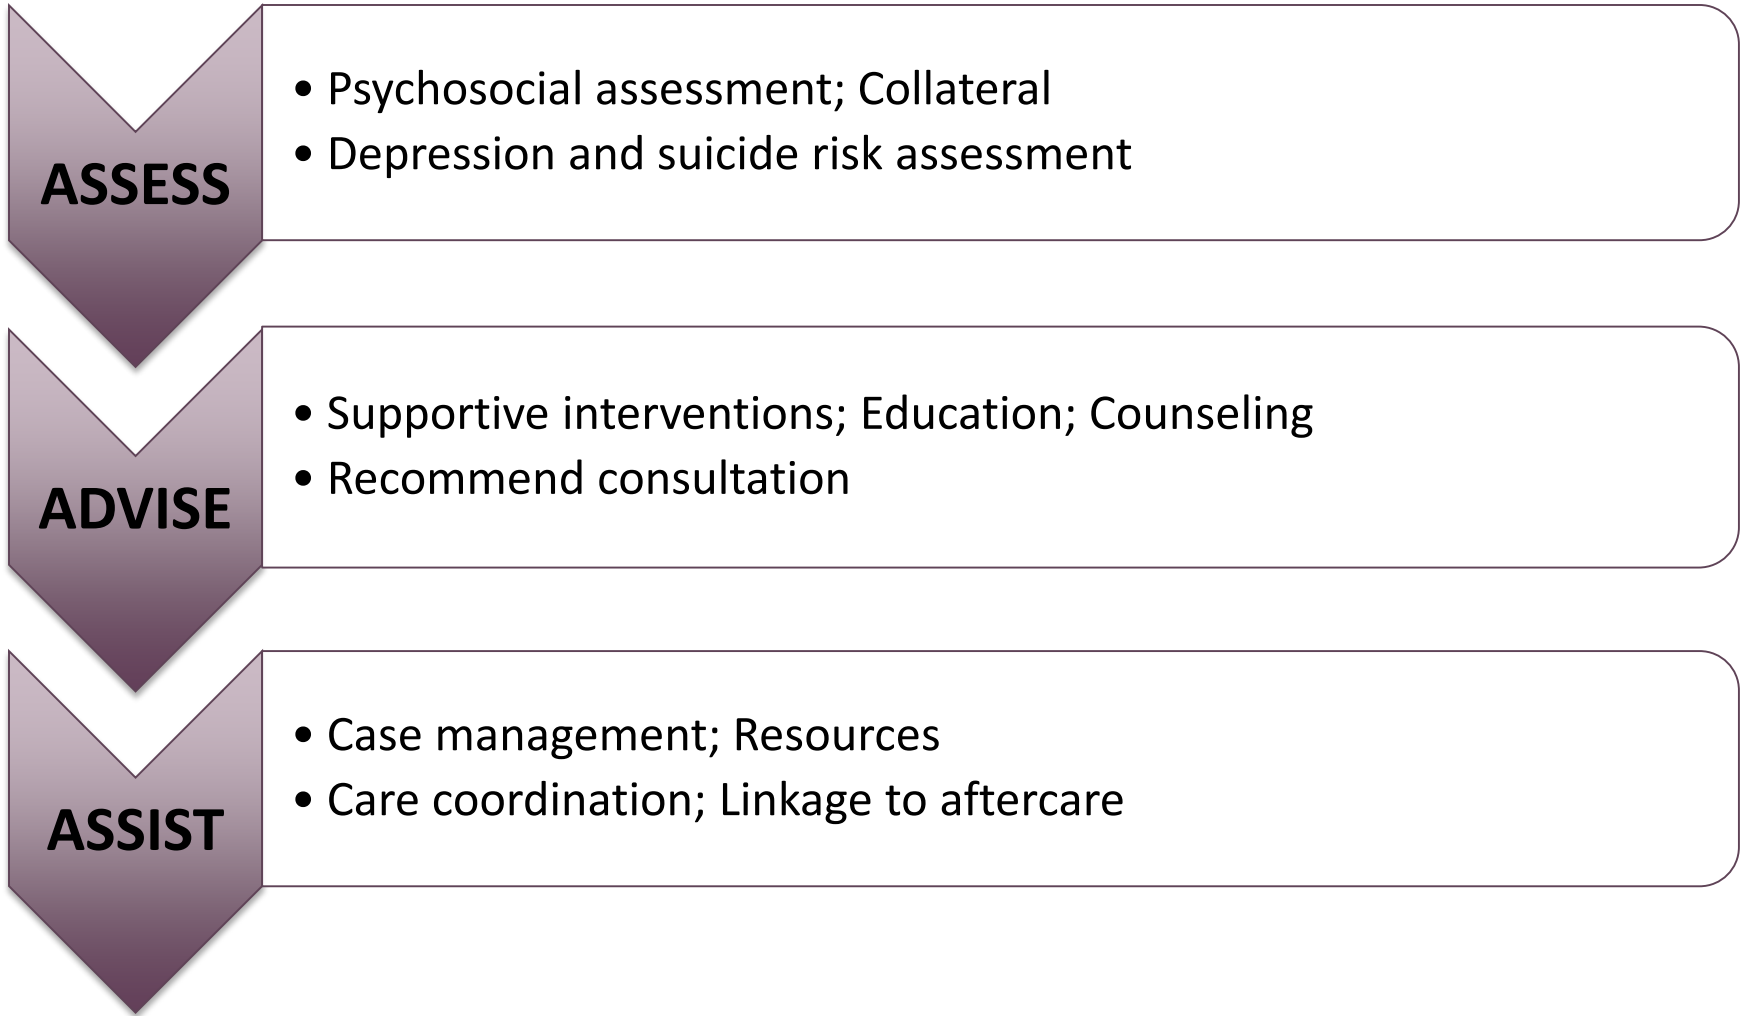 ASSESS
• Psychosocial assessment; Collateral
• Depression and suicide risk assessment
ADVISE
• Supportive interventions; Education; Counseling
• Recommend consultation
ASSIST
• Case management; Resources
• Care coordination; Linkage to aftercare